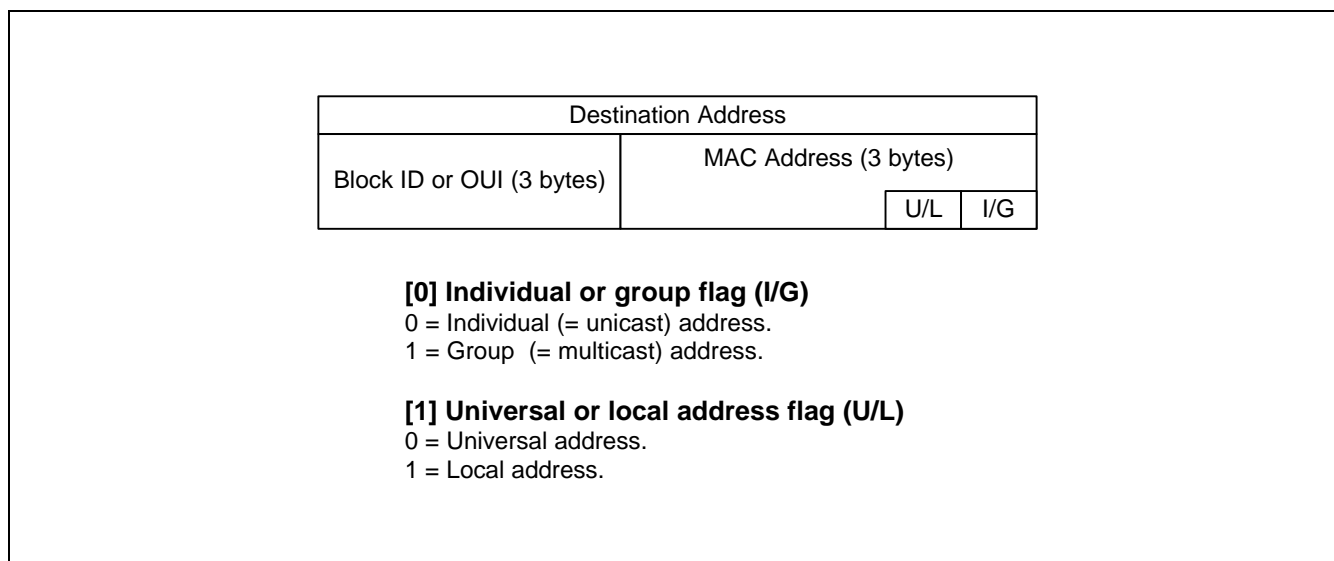 Destination Address
Block ID or OUI (3 bytes)
MAC Address (3 bytes)
U/L
I/G
[0] Individual or group flag (I/G)
0 = Individual (= unicast) address.
1 = Group (= multicast) address.
[1] Universal or local address flag (U/L)
0 = Universal address.
1 = Local address.